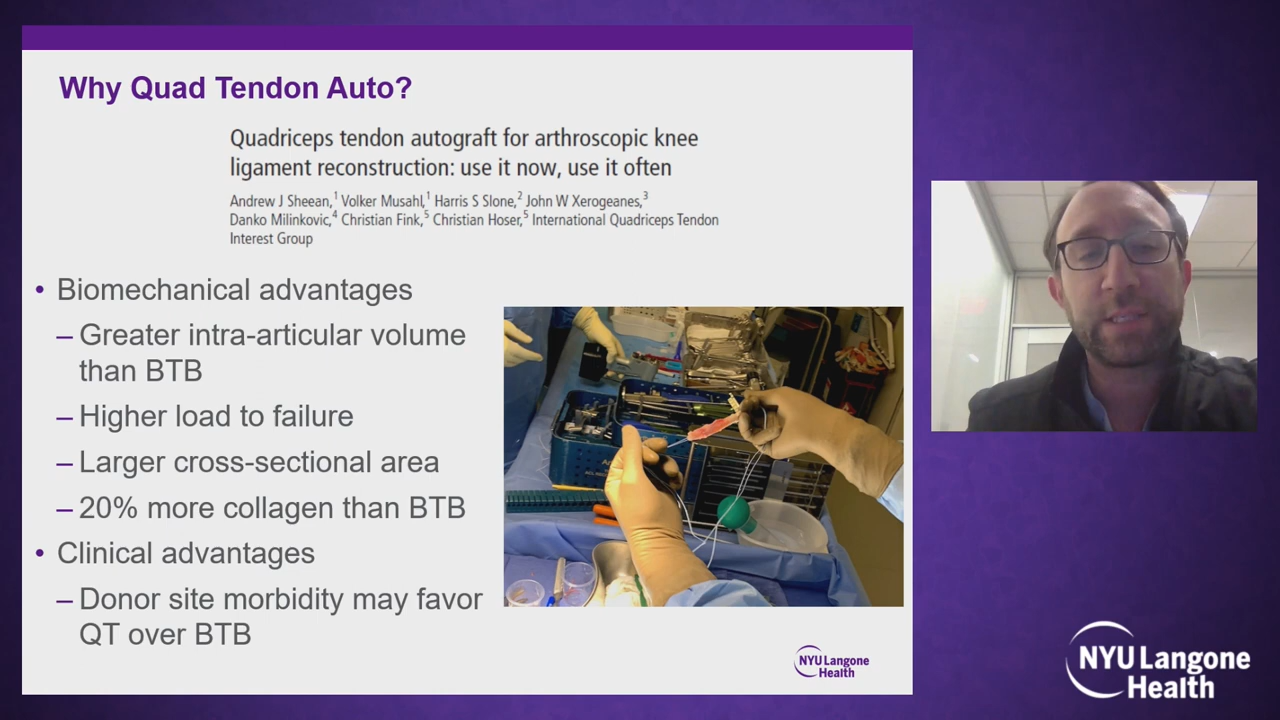 Why Quad Tendon Auto?
Quadriceps tendon autograft for arthroscopic knee
ligament reconstruction: use it now, use it often
Andrew J Sheean,1 Volker Musahl,1 Harris S Slone,2 John W Xerogeanes,3
Danko Milinkovic,4 Christian Fink,5 Christian Hoser,5 International Quadriceps Tendon
Interest Group
• Biomechanical advantages
– Greater intra-articular volume
than BTB
– Higher load to failure
– Larger cross-sectional area
– 20% more collagen than BTB
• Clinical advantages
– Donor site morbidity may favor
QT over BTB
NYU Langone
Health
NYU Langone
Health